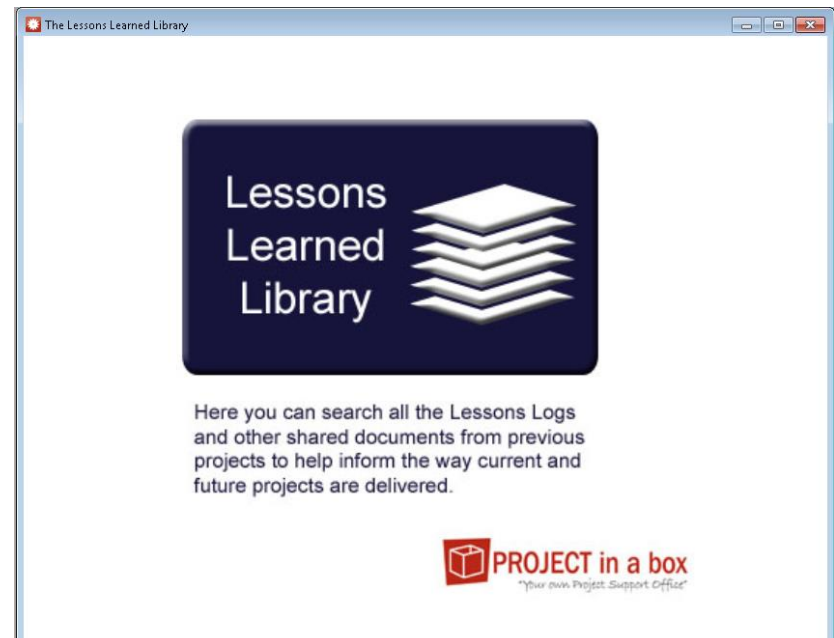 The Lessons Learned Library
Lessons
Learned
Library
Here you can search all the Lessons Logs
and other shared documents from previous
projects to help inform the way current and
future projects are delivered.
PROJECT in a box
"Your own Project Support Office"